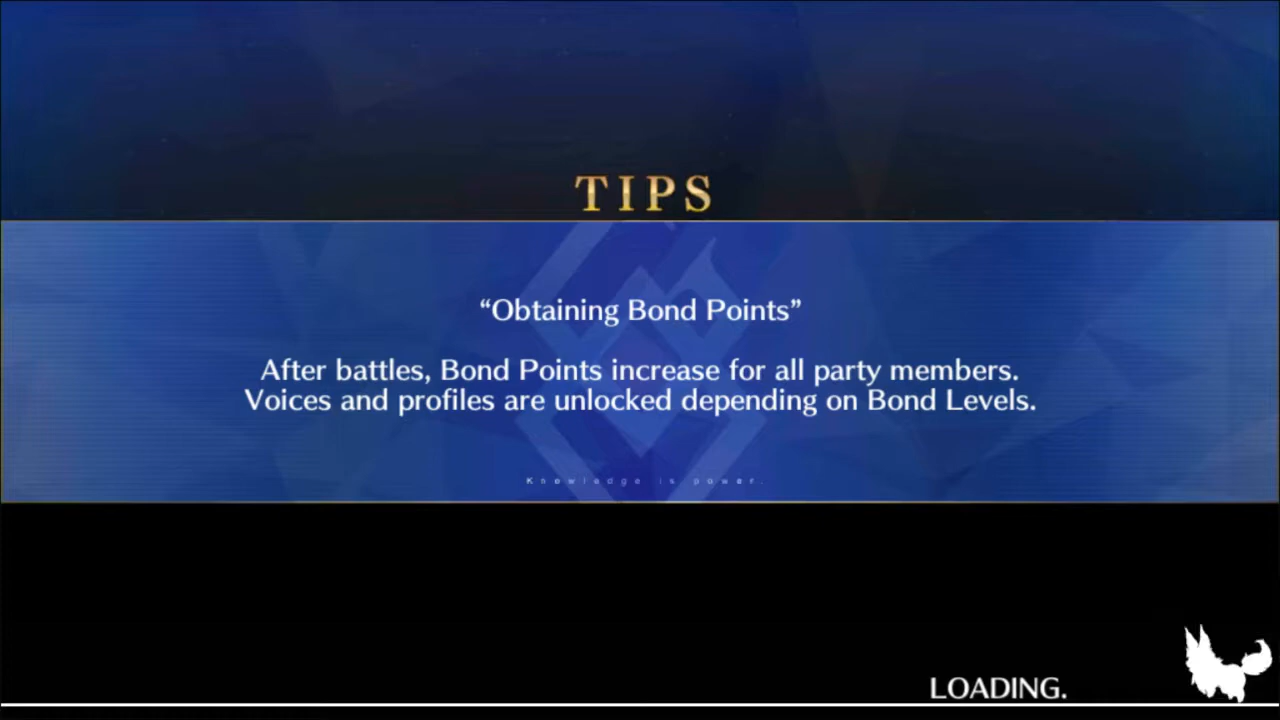 TIPS
“Obtaining Bond Points”
After battles, Bond Points increase for all party members.
Voices and profiles are unlocked depending on Bond Levels.
Knowledge is power.
LOADING.